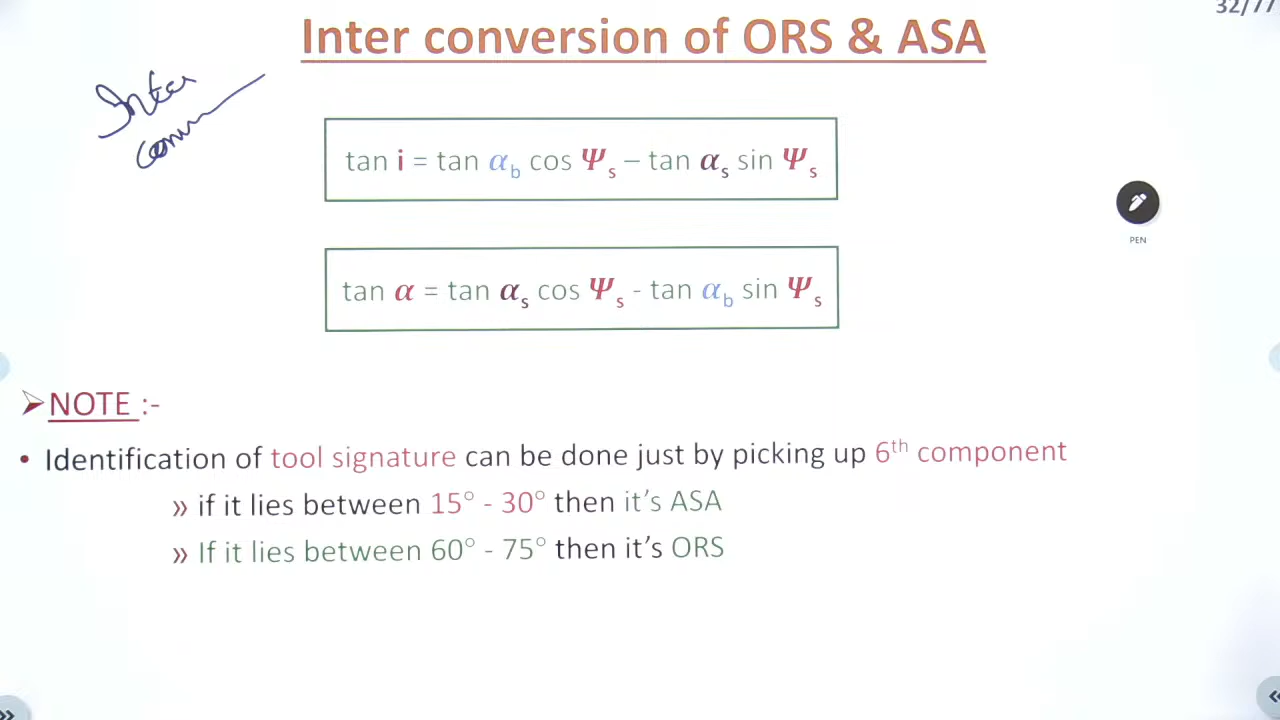 32/77
Inter conversion of ORS & ASA
Inter
conv
tan i = tan αb cos Ψs – tan αs sin Ψs
PEN
tan α = tan αs cos Ψs - tan αb sin Ψs
➢NOTE :-
• Identification of tool signature can be done just by picking up 6th component
» if it lies between 15° - 30° then it's ASA
» If it lies between 60° - 75° then it's ORS